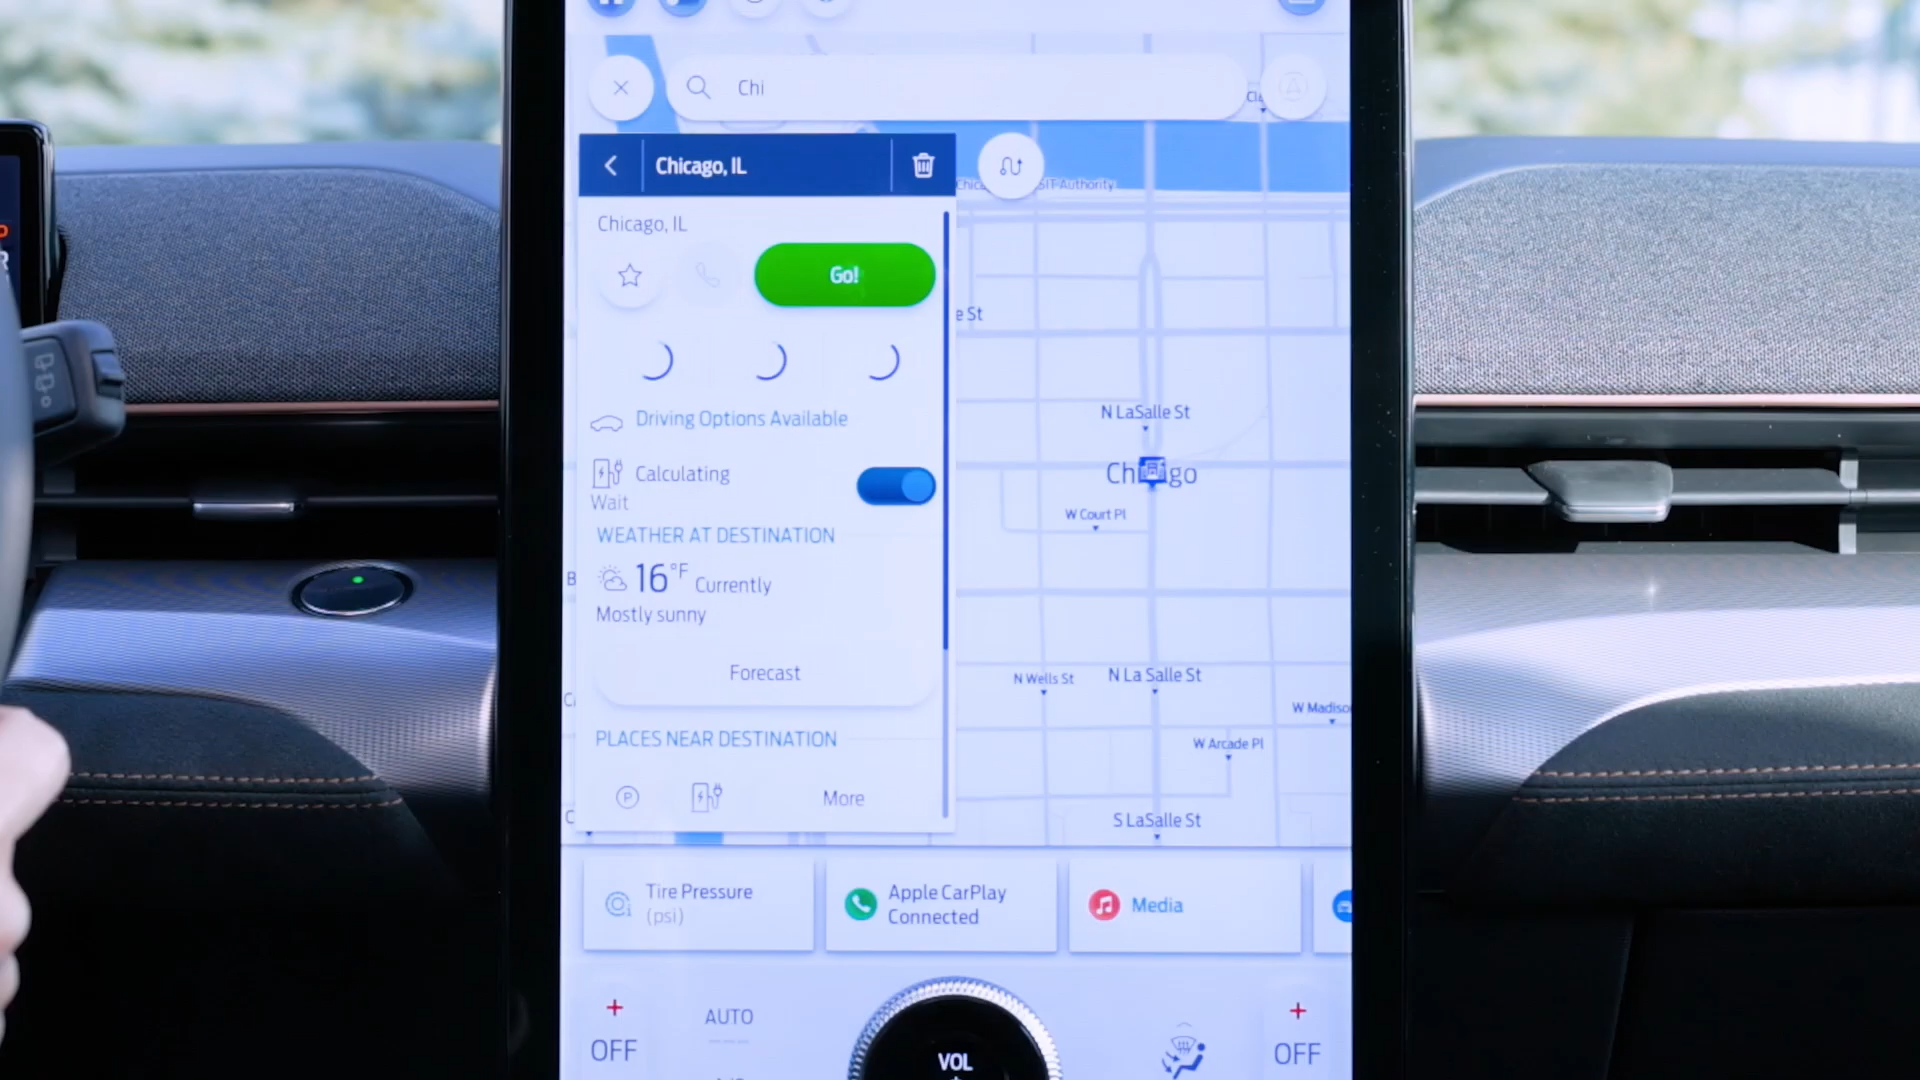 Chi
Chicago, IL
Chicago, IL
Go!
Driving Options Available
Calculating
Wait
WEATHER AT DESTINATION
16°F Currently
Mostly sunny
Forecast
PLACES NEAR DESTINATION
P
More
Authority
e St
N LaSalle St
W Court Pl
N Wells St
N La Salle St
W Madiso
W Arcade Pl
S LaSalle St
Tire Pressure
(psi)
Apple CarPlay
Connected
Media
AUTO
OFF
VOL
OFF